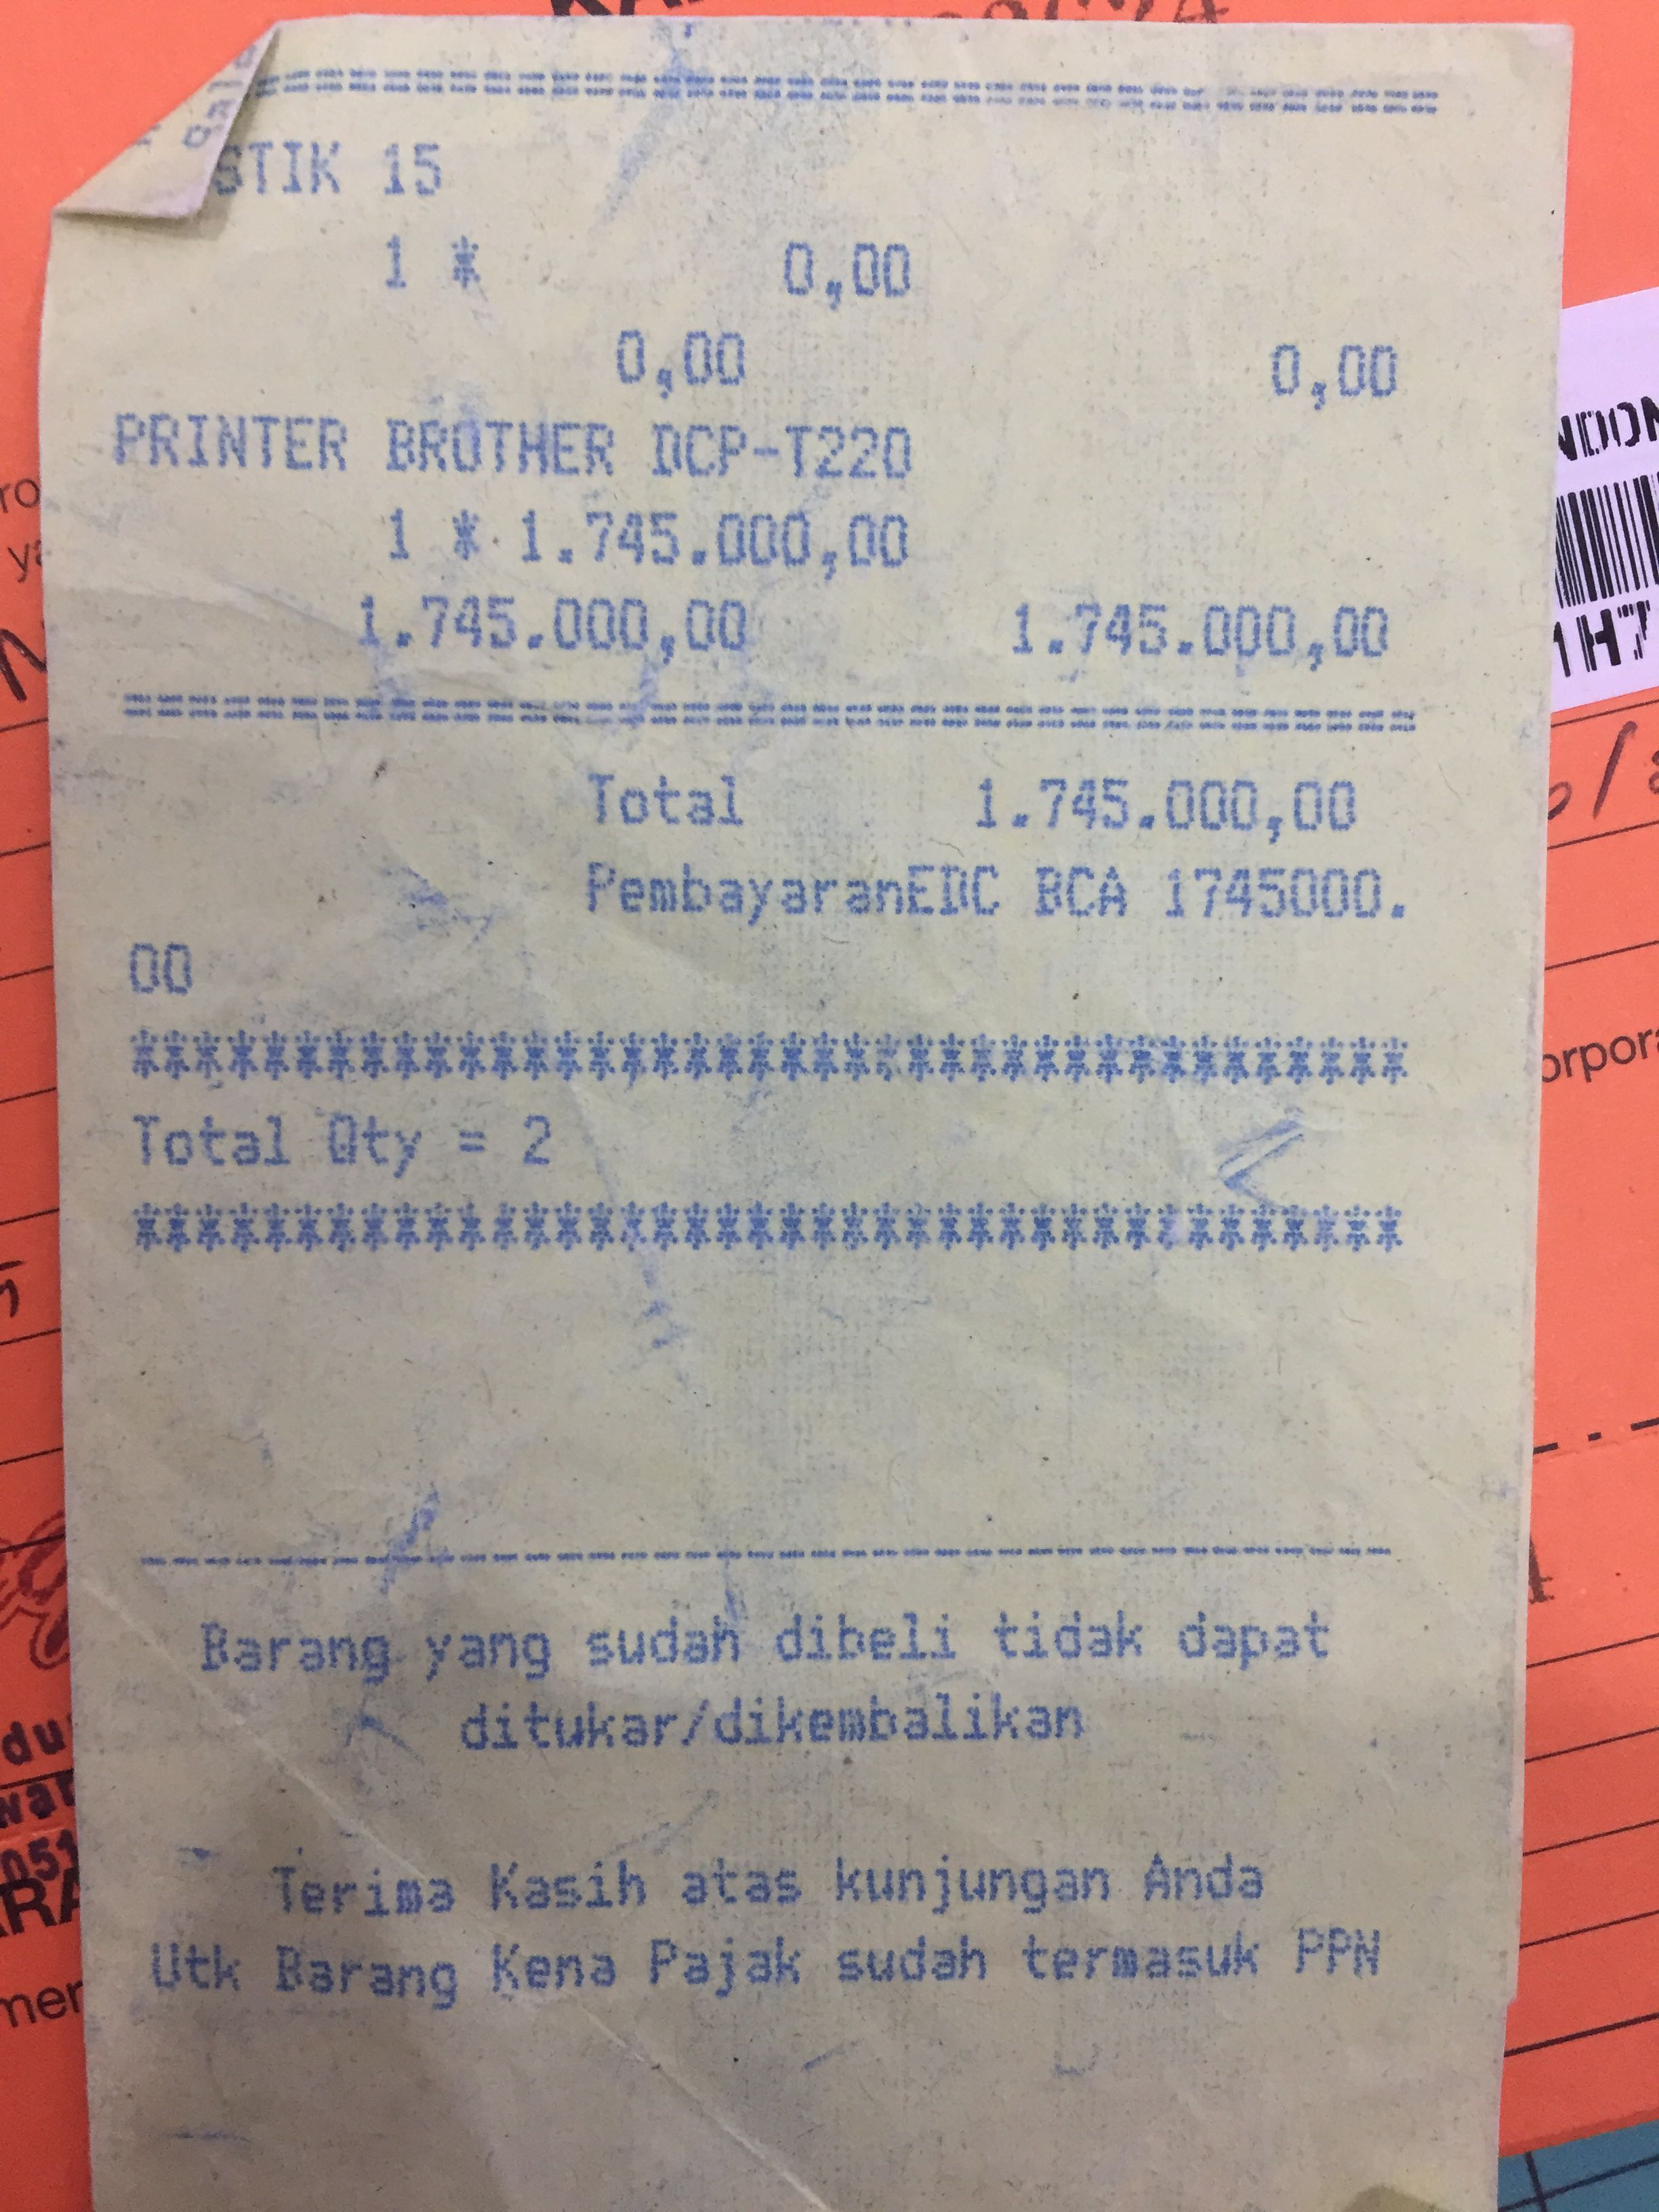 STIK 15
1 * 0,00
0,00 0,00
PRINTER BROTHER DCP-T220
1 * 1.745.000,00
1.745.000,00 1.745.000,00
Total 1.745.000,00
PembayaranEDC BCA 1745000.
00
****************************************
Total Qty = 2
****************************************
Barang yang sudah dibeli tidak dapat
ditukar/dikembalikan
Terima Kasih atas kunjungan Anda
Utk Barang Kena Pajak sudah termasuk PPN
1H7